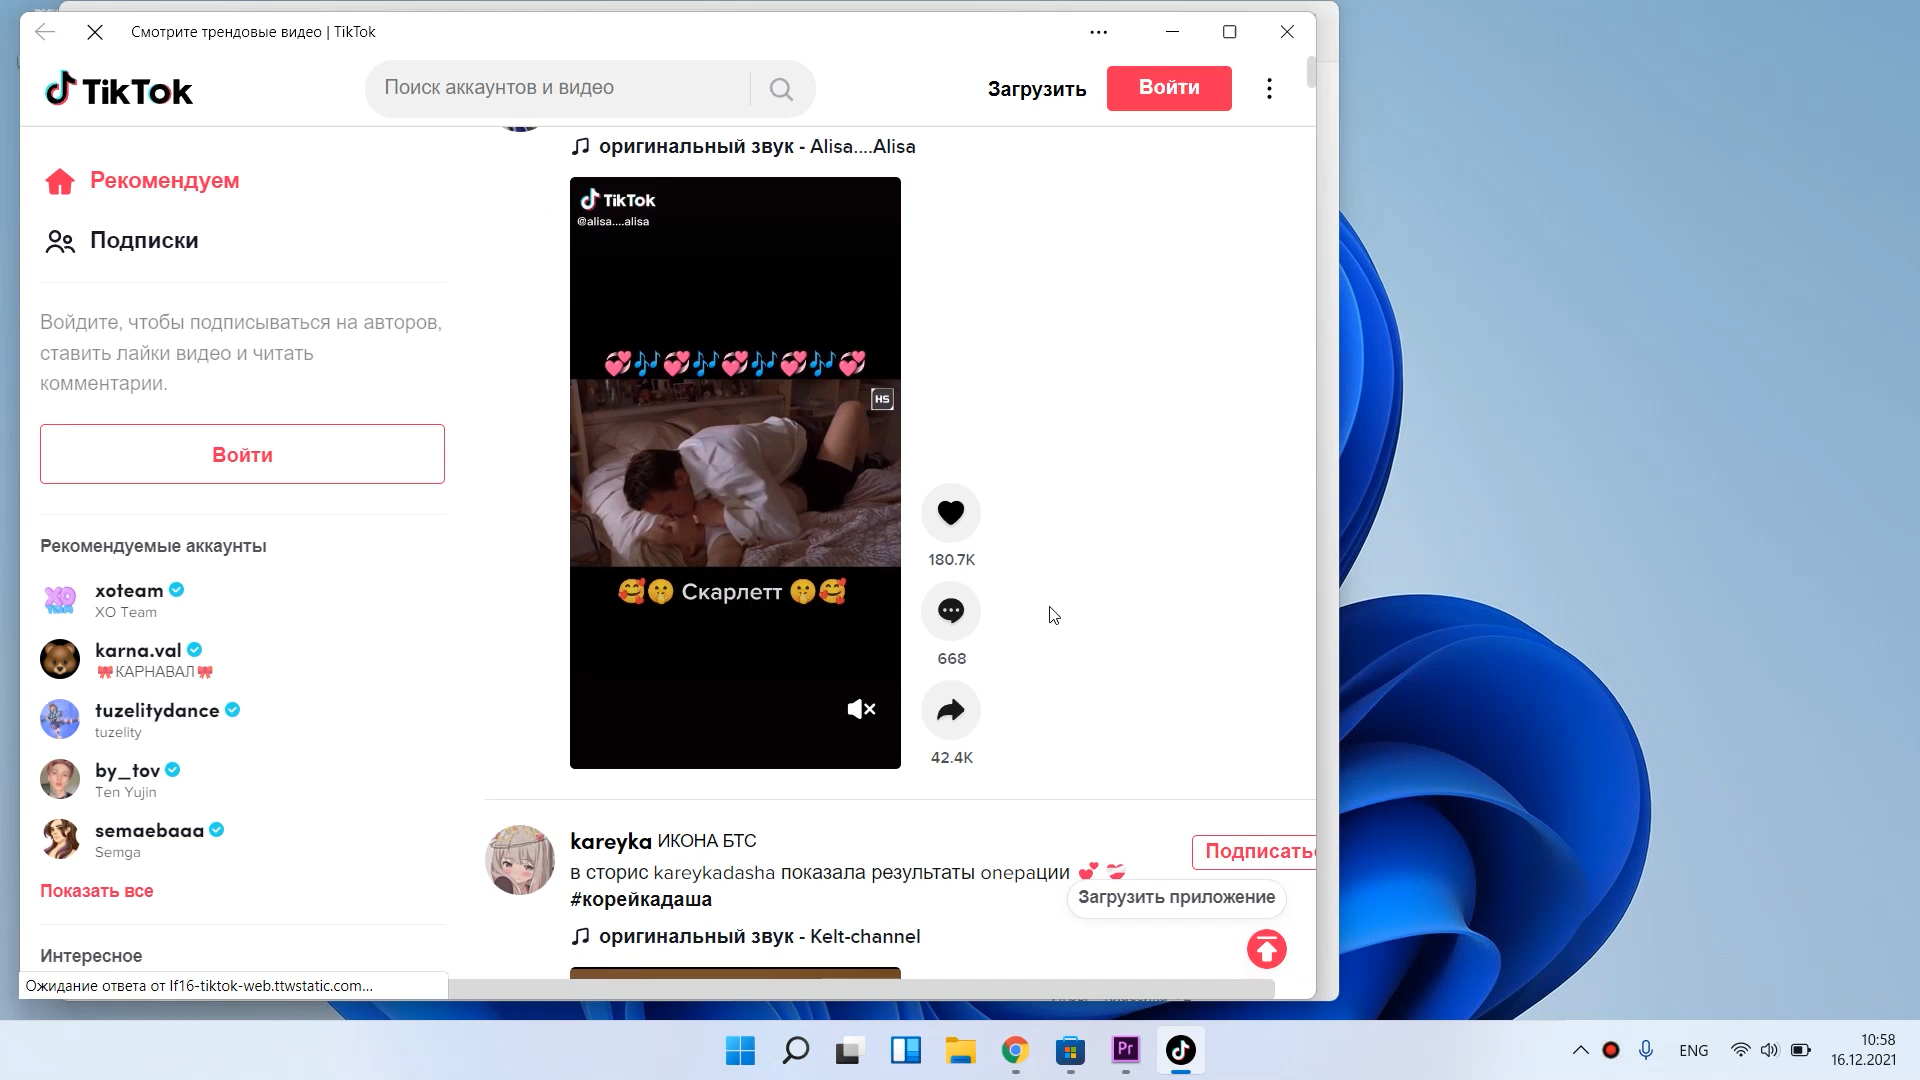 Смотрите трендовые видео | TikTok
TikTok
Поиск аккаунтов и видео
Загрузить
Войти
Рекомендуем
Подписки
Войдите, чтобы подписываться на авторов,
ставить лайки видео и читать
комментарии.
Войти
Рекомендуемые аккаунты
xoteam
XO Team
karna.val
🎀КАРНАВАЛ🎀
tuzelitydance
tuzelity
by_tov
Ten Yujin
semaebaaa
Semga
Показать все
Интересное
Ожидание ответа от lf16-tiktok-web.ttwstatic.com...
оригинальный звук - Alisa....Alisa
TikTok
@alisa....alisa
💞🎶💞🎶💞🎶💞🎶💞
HS
🥰🤫 Скарлетт 🤫🥰
180.7K
668
42.4K
kareyka ИКОНА БТС
в сторис kareykadasha показала результаты операции 💕 ❤️‍🩹
#корейкадаша
оригинальный звук - Kelt-channel
Подписатьс
Загрузить приложение
Pr
ENG
10:58
16.12.2021